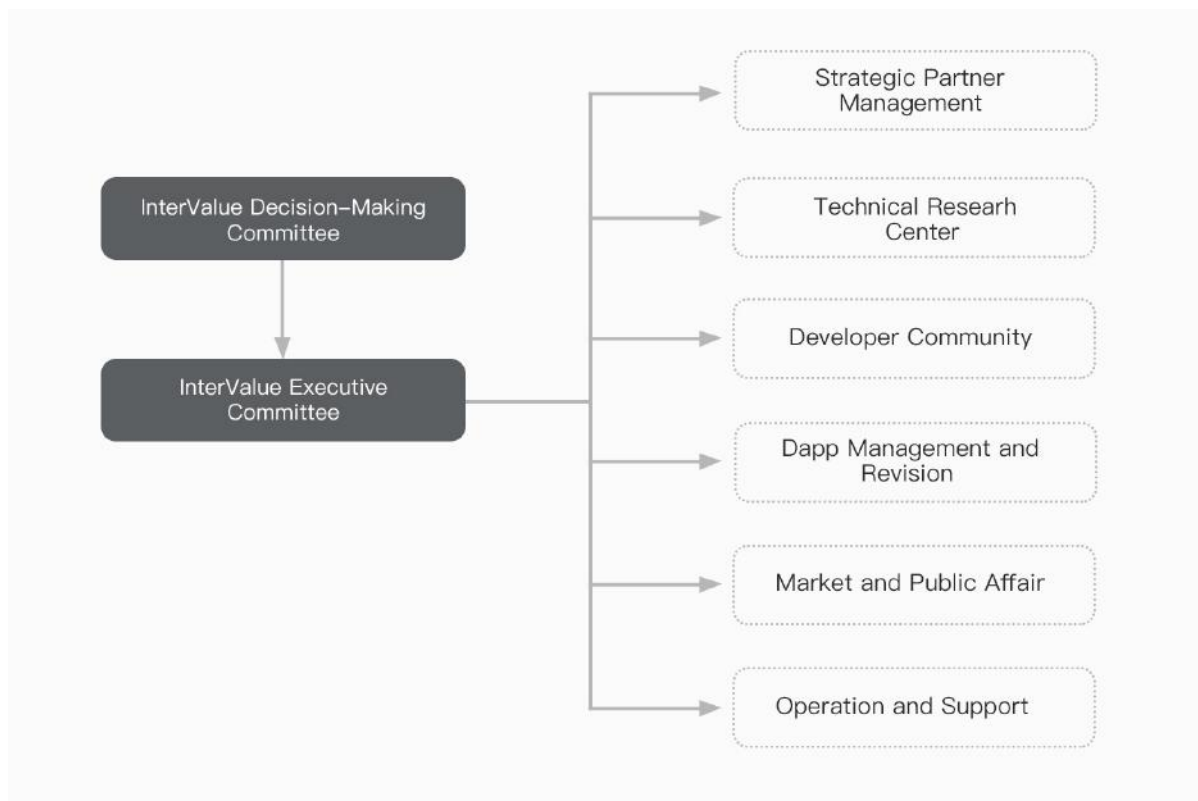 InterValue Decision-Making
Committee
InterValue Executive
Committee
Strategic Partner
Management
Technical Researh
Center
Developer Community
Dapp Management and
Revision
Market and Public Affair
Operation and Support